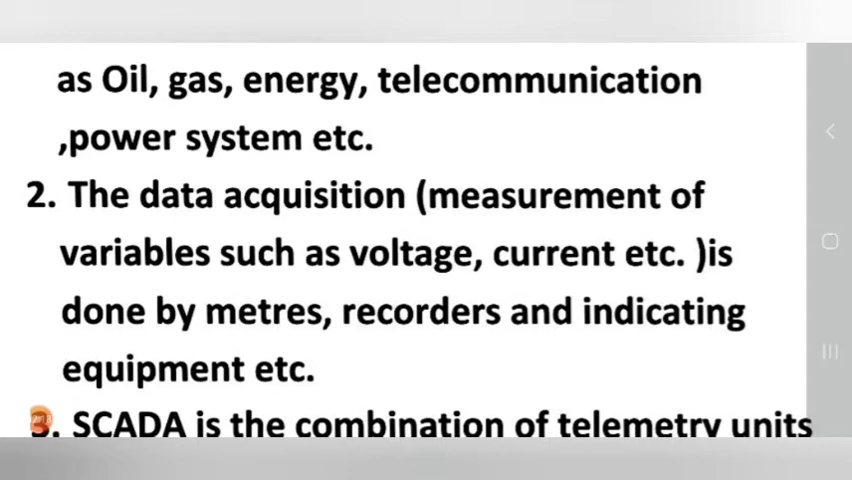 as Oil, gas, energy, telecommunication
,power system etc.
2. The data acquisition (measurement of
variables such as voltage, current etc. )is
done by metres, recorders and indicating
equipment etc.
3. SCADA is the combination of telemetry units